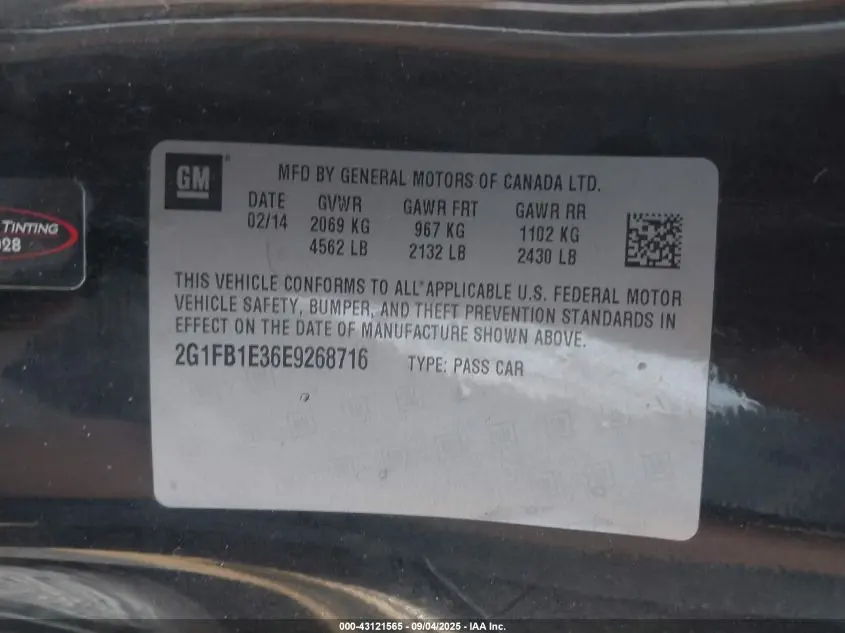 GM
MFD BY GENERAL MOTORS OF CANADA LTD.
DATE GVWR GAWR FRT GAWR RR
02/14 2069 KG 967 KG 1102 KG
4562 LB 2132 LB 2430 LB
THIS VEHICLE CONFORMS TO ALL APPLICABLE U.S. FEDERAL MOTOR
VEHICLE SAFETY, BUMPER, AND THEFT PREVENTION STANDARDS IN
EFFECT ON THE DATE OF MANUFACTURE SHOWN ABOVE.
2G1FB1E36E9268716 TYPE: PASS CAR
TINTING
028
000-43121565 - 09/04/2025 - IAA Inc.